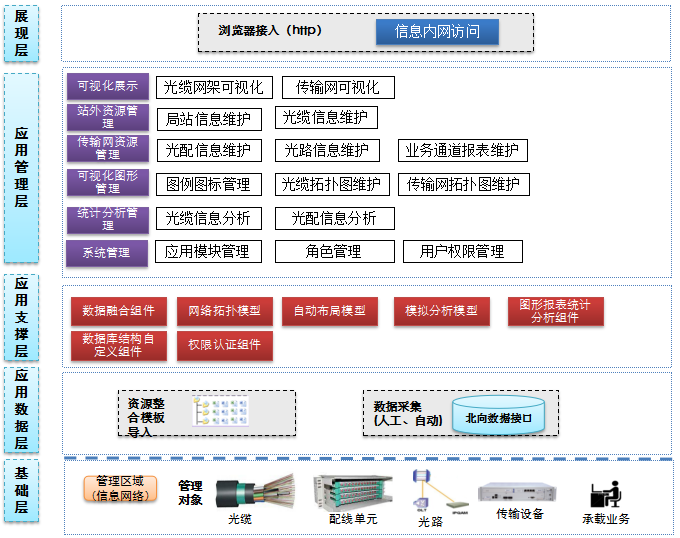 展
现
层
浏览器接入（http）
信息内网访问
应
用
管
理
层
可视化展示
光缆网架可视化
传输网可视化
站外资源管
理
局站信息维护
光缆信息维护
传输网资源
管理
光配信息维护
光路信息维护
业务通道报表维护
可视化图形
管理
图例图标管理
光缆拓扑图维护
传输网拓扑图维护
统计分析管
理
光缆信息分析
光配信息分析
系统管理
应用模块管理
角色管理
用户权限管理
应
用
支
撑
层
数据融合组件
网络拓扑模型
自动布局模型
模拟分析模型
图形报表统计
分析组件
数据库结构自
定义组件
权限认证组件
应
用
数
据
层
资源整
合模板
导入
数据采集
(人工、自动)
北向数据接口
基
础
层
管理区域
（信息网络）
管理
对象
光缆
配线单元
OLT
光路
传输设备
承载业务